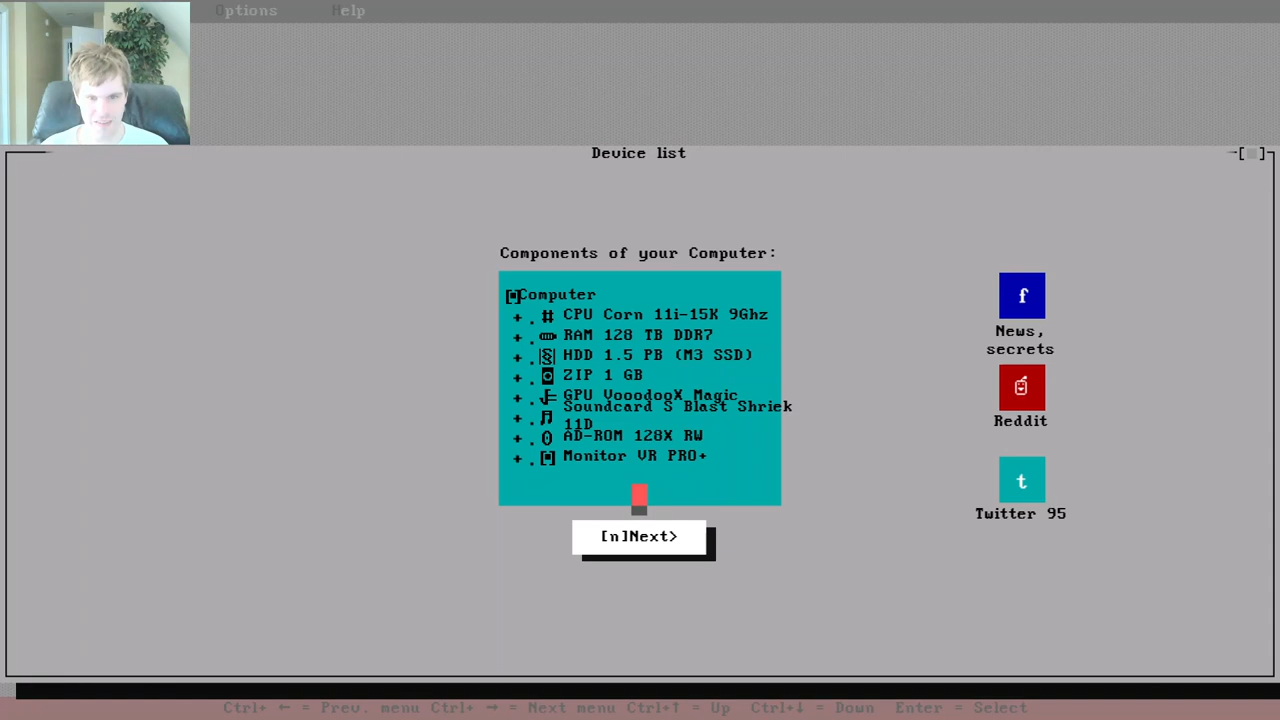 Options Help
Device list
Components of your Computer:
Computer
CPU Corn 11i-15K 9Ghz
RAM 128 TB DDR7
HDD 1.5 PB (M3 SSD)
ZIP 1 GB
GPU VooodooX Magic
Soundcard S Blast Shriek
11D
AD-ROM 128X RW
Monitor VR PRO+
[n]Next>
f
News,
secrets
Reddit
t
Twitter 95
Ctrl+ ← = Prev. menu Ctrl+ → = Next menu Ctrl+↑ = Up Ctrl+↓ = Down Enter = Select